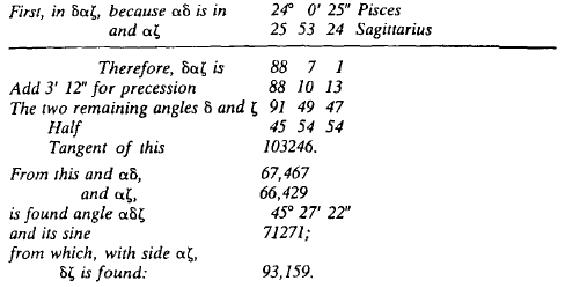 First, in δαζ, because αδ is in 24° 0' 25" Pisces
and αζ 25 53 24 Sagittarius
Therefore, δαζ is 88 7 1
Add 3' 12" for precession 88 10 13
The two remaining angles δ and ζ 91 49 47
Half 45 54 54
Tangent of this 103246.
From this and αδ, 67,467
and αζ, 66,429
is found angle αδζ 45° 27' 22"
and its sine 71271;
from which, with side αζ,
δζ is found: 93,159.